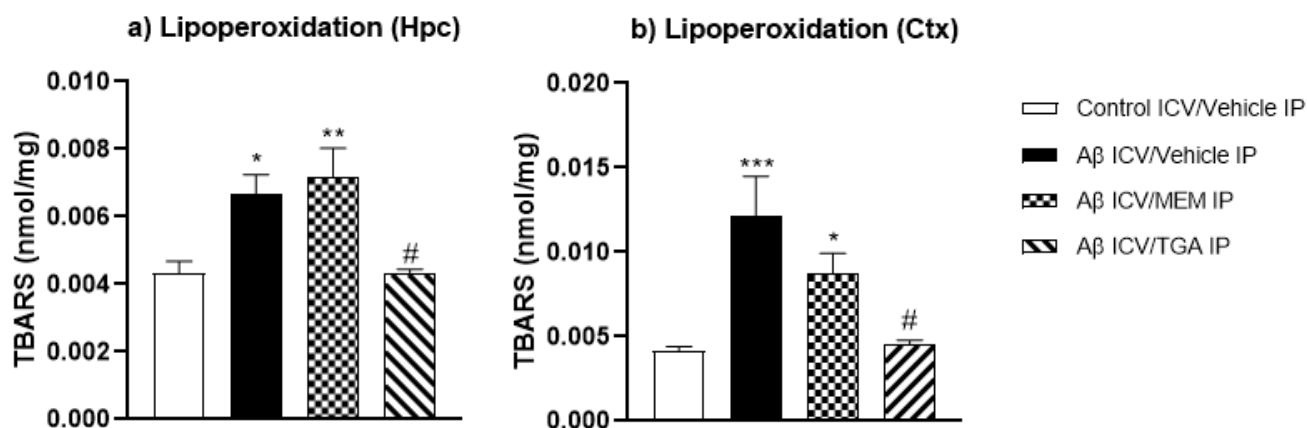 a) Lipoperoxidation (Hpc)
TBARS (nmol/mg)
0.010
0.008
0.006
0.004
0.002
0.000
*
**
#
b) Lipoperoxidation (Ctx)
TBARS (nmol/mg)
0.020
0.015
0.010
0.005
0.000
***
*
#
Control ICV/Vehicle IP
Aβ ICV/Vehicle IP
Aβ ICV/MEM IP
Aβ ICV/TGA IP